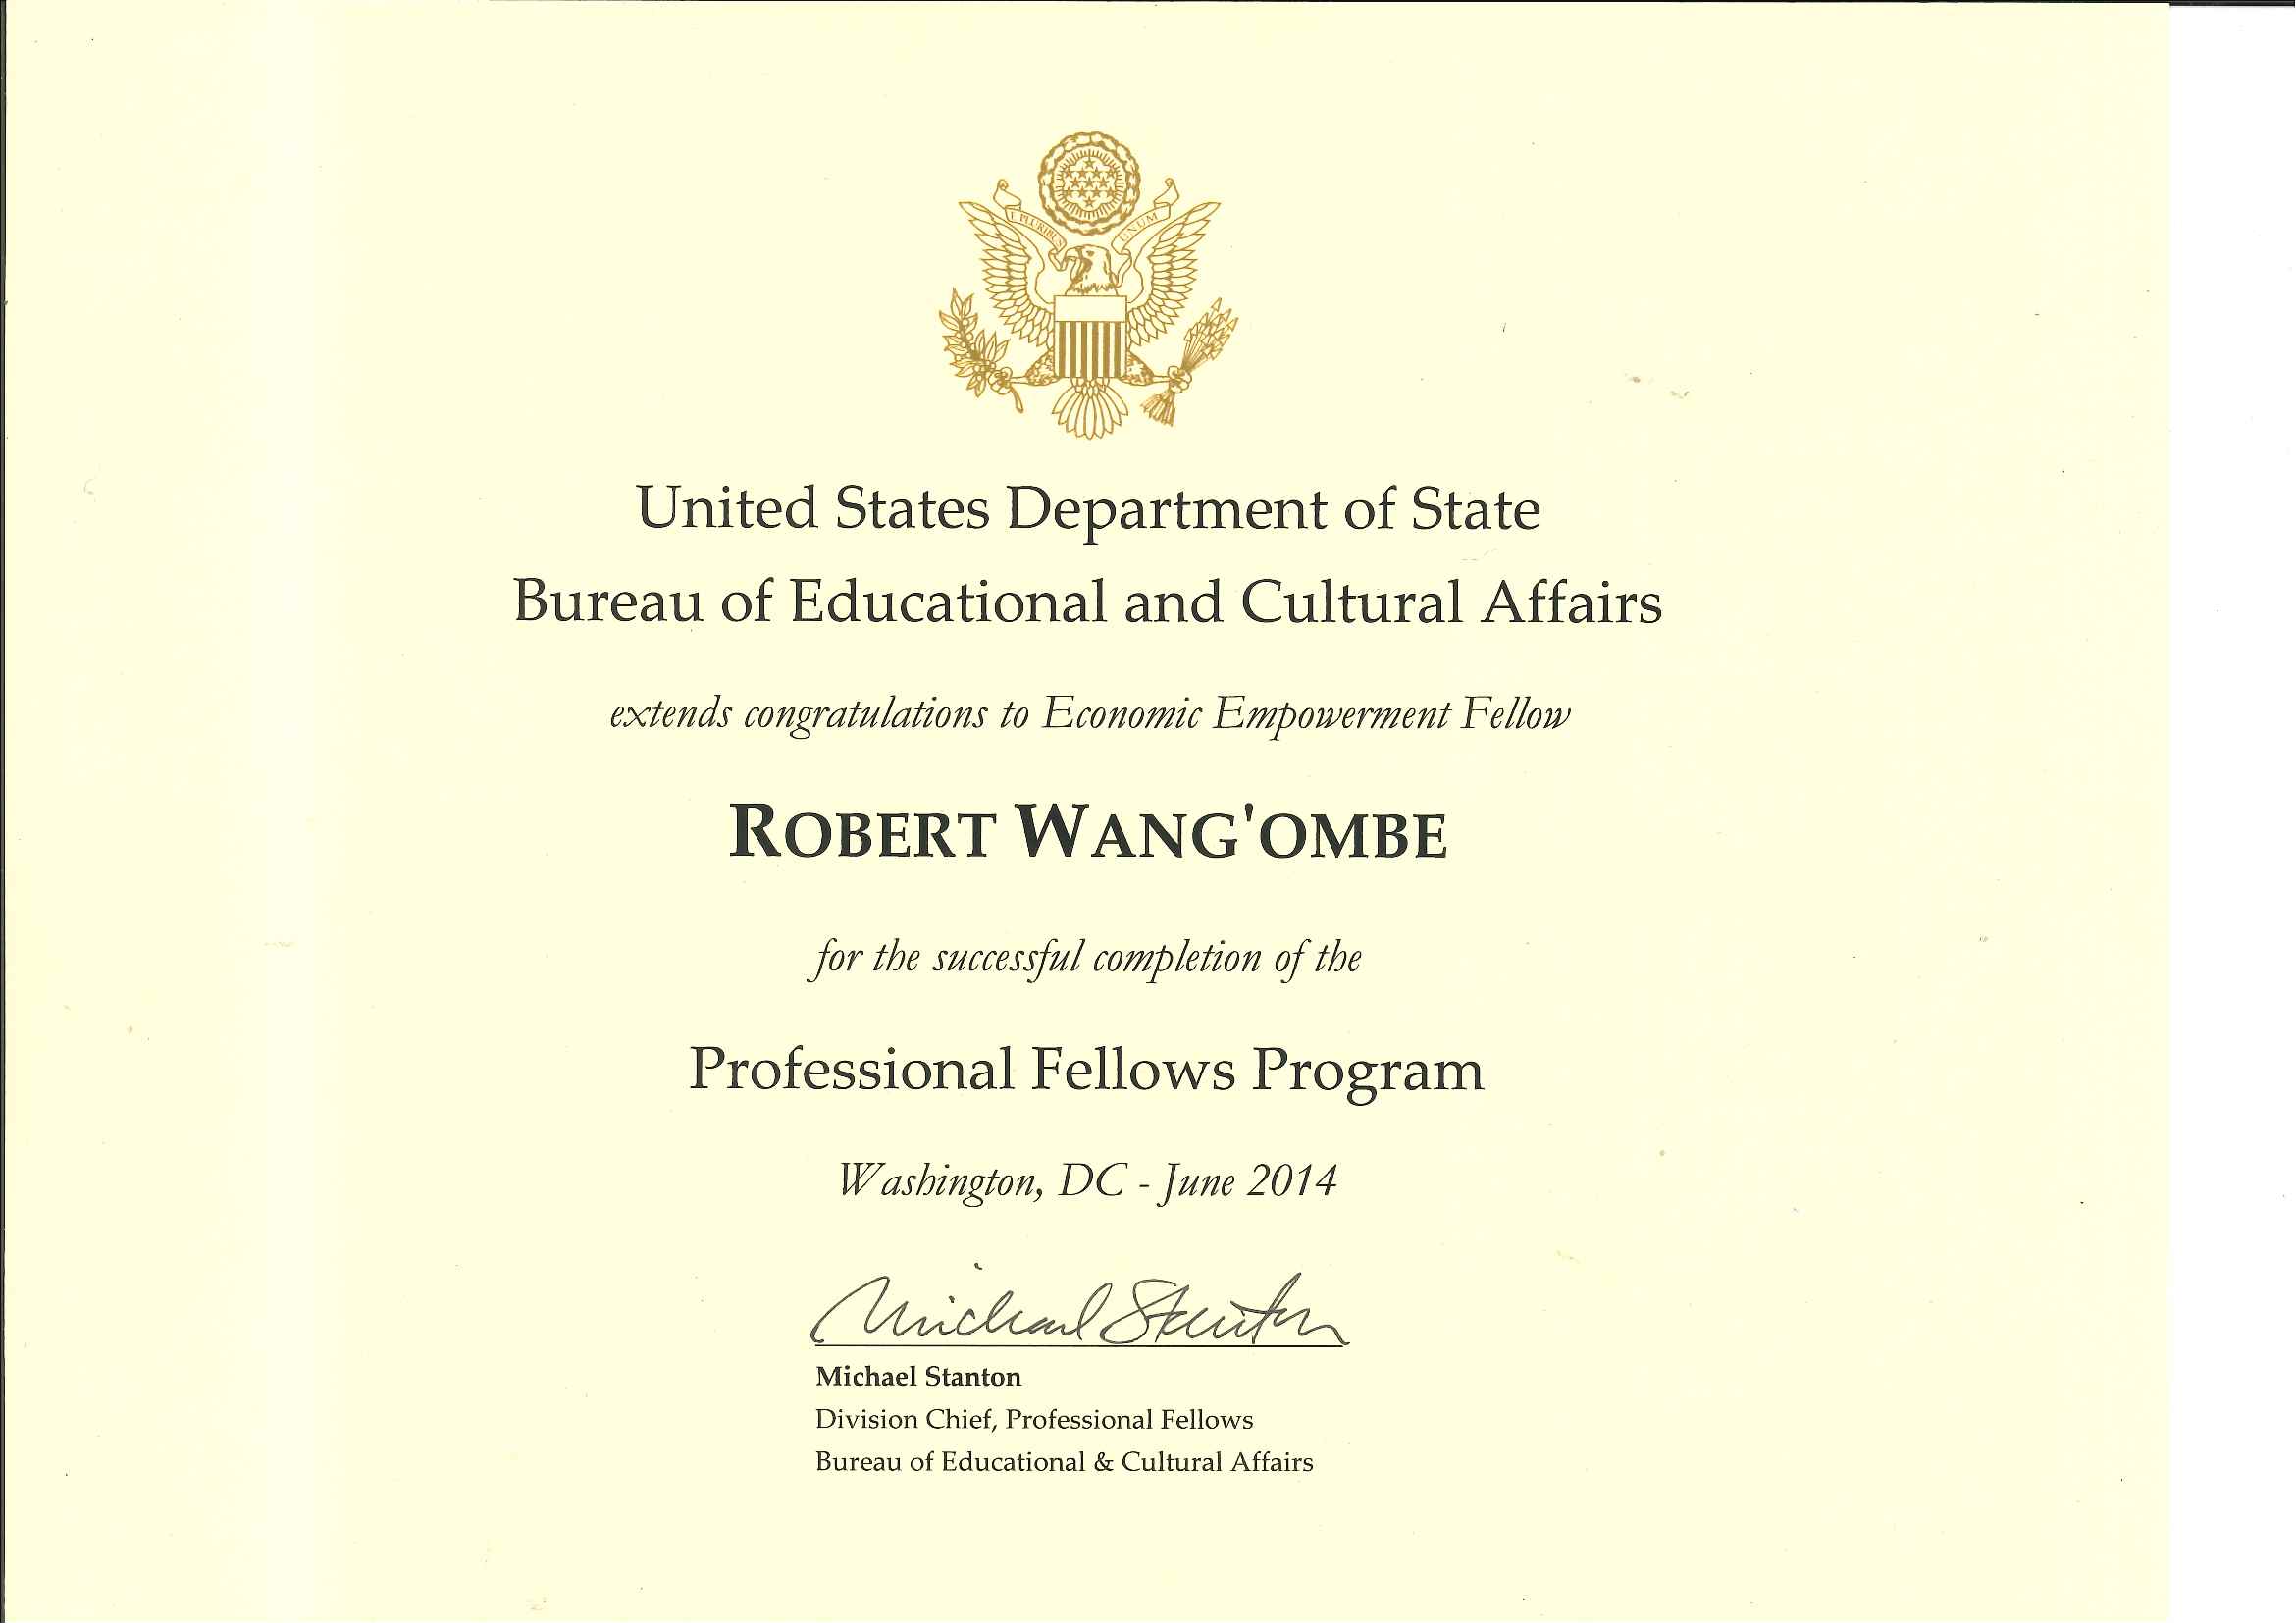 E PLURIBUS UNUM
United States Department of State
Bureau of Educational and Cultural Affairs
extends congratulations to Economic Empowerment Fellow
ROBERT WANG'OMBE
for the successful completion of the
Professional Fellows Program
Washington, DC - June 2014
Michael Stanton
Michael Stanton
Division Chief, Professional Fellows
Bureau of Educational & Cultural Affairs